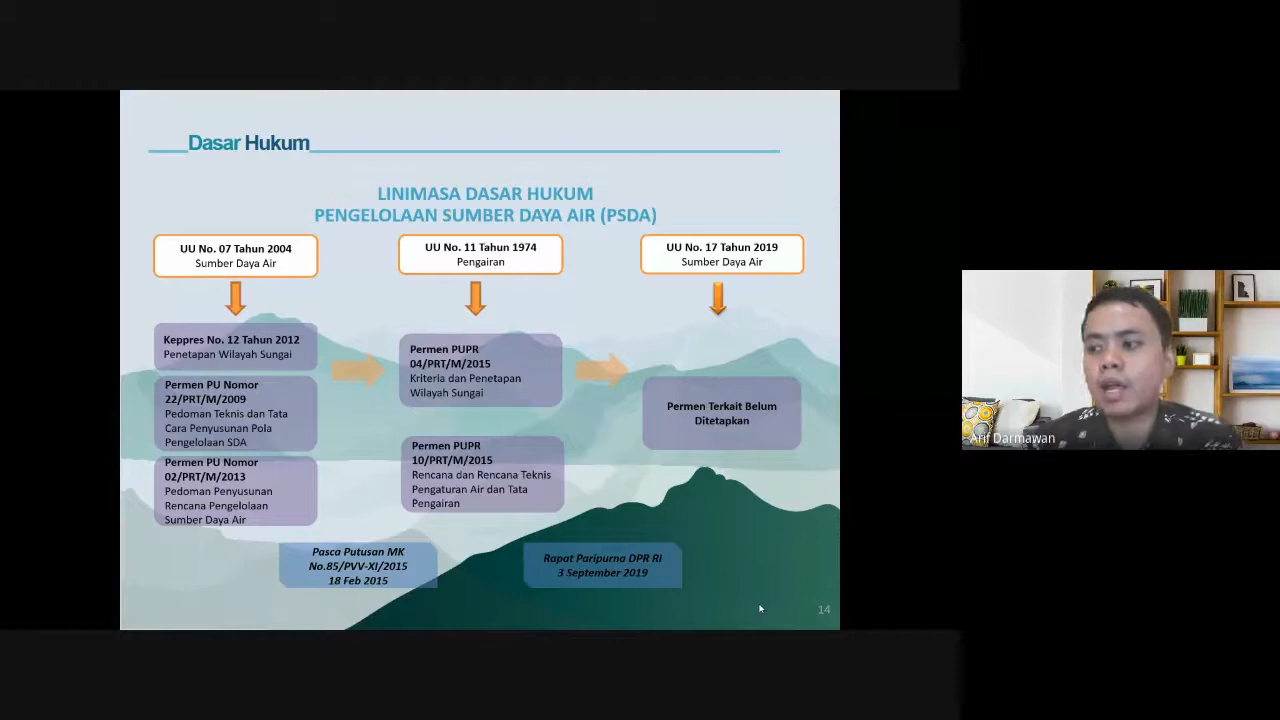 Dasar Hukum
LINIMASA DASAR HUKUM
PENGELOLAAN SUMBER DAYA AIR (PSDA)
UU No. 07 Tahun 2004
Sumber Daya Air
Keppres No. 12 Tahun 2012
Penetapan Wilayah Sungai
Permen PU Nomor
22/PRT/M/2009
Pedoman Teknis dan Tata
Cara Penyusunan Pola
Pengelolaan SDA
Permen PU Nomor
02/PRT/M/2013
Pedoman Penyusunan
Rencana Pengelolaan
Sumber Daya Air
UU No. 11 Tahun 1974
Pengairan
Permen PUPR
04/PRT/M/2015
Kriteria dan Penetapan
Wilayah Sungai
Permen PUPR
10/PRT/M/2015
Rencana dan Rencana Teknis
Pengaturan Air dan Tata
Pengairan
UU No. 17 Tahun 2019
Sumber Daya Air
Permen Terkait Belum
Ditetapkan
Pasca Putusan MK
No.85/PVV-XI/2015
18 Feb 2015
Rapat Paripurna DPR RI
3 September 2019
14
Arif Darmawan